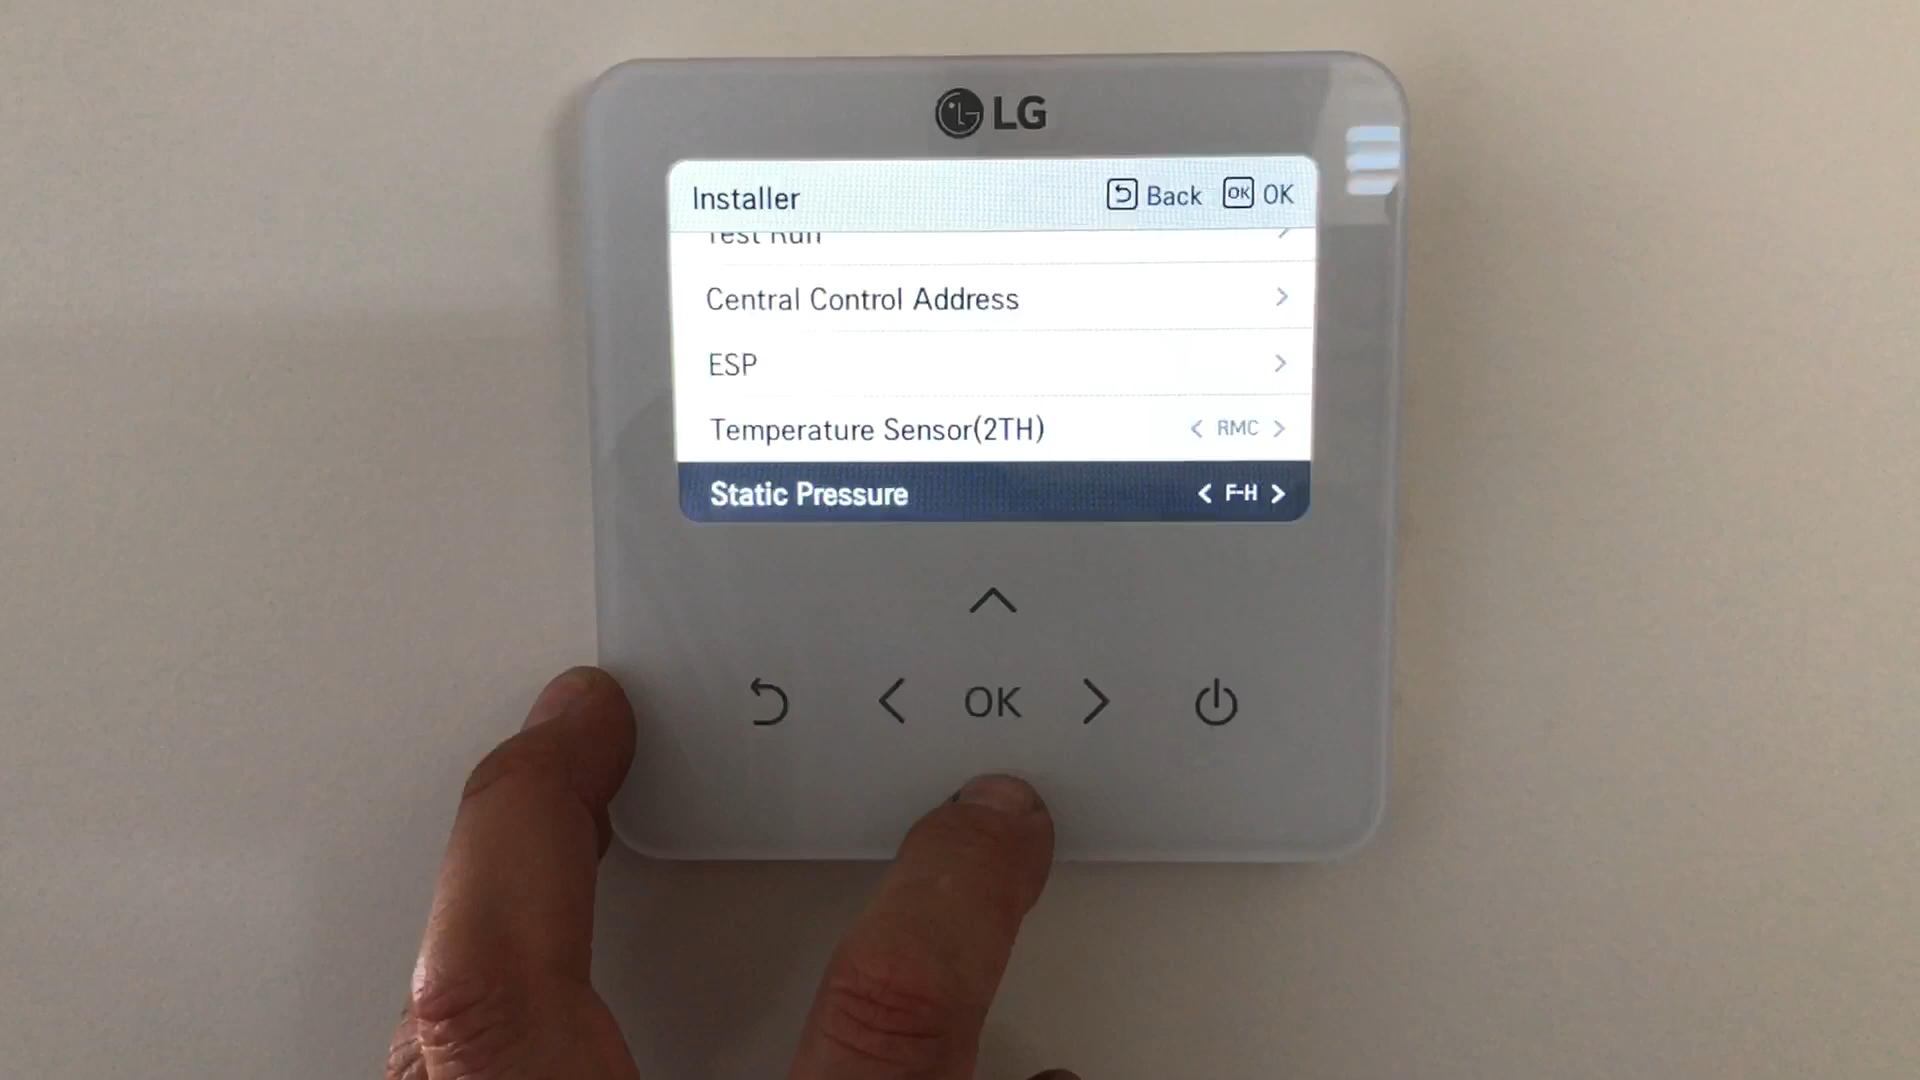 LG
Installer Back OK OK
Test Run
Central Control Address
ESP
Temperature Sensor(2TH) < RMC >
Static Pressure < F-H >
OK